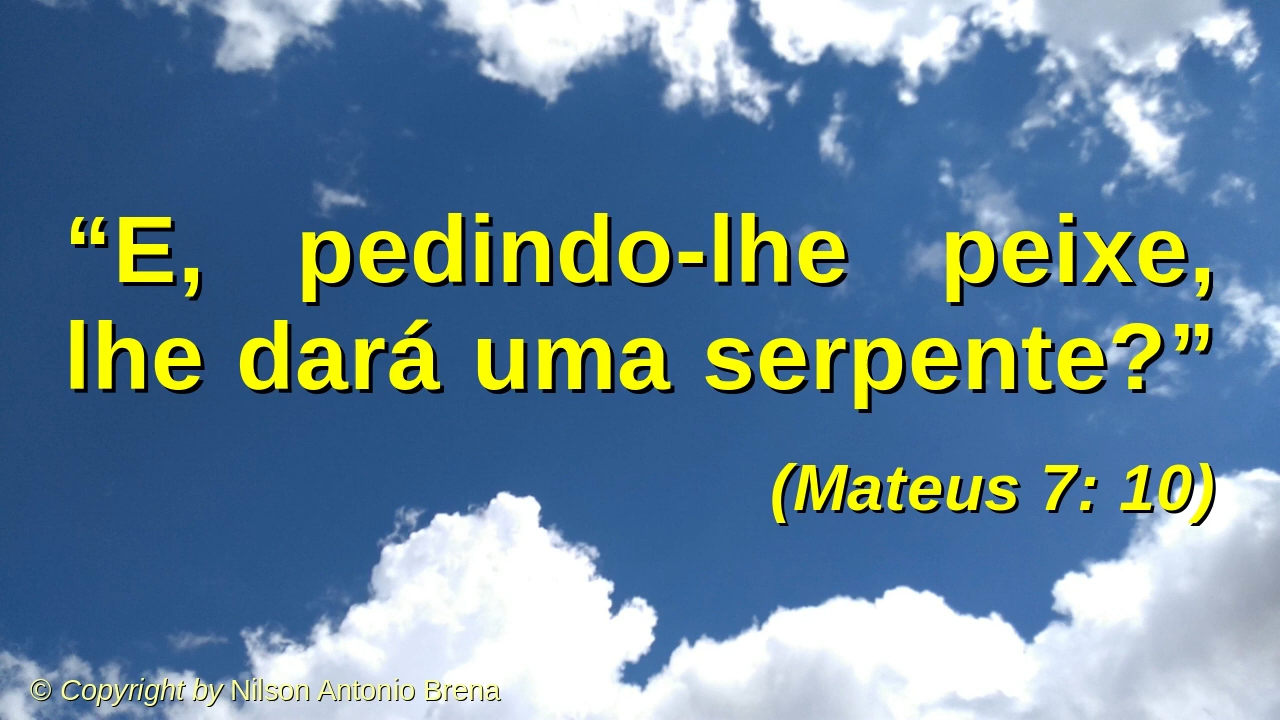 “E, pedindo-lhe peixe,
lhe dará uma serpente?”
(Mateus 7: 10)
© Copyright by Nilson Antonio Brena